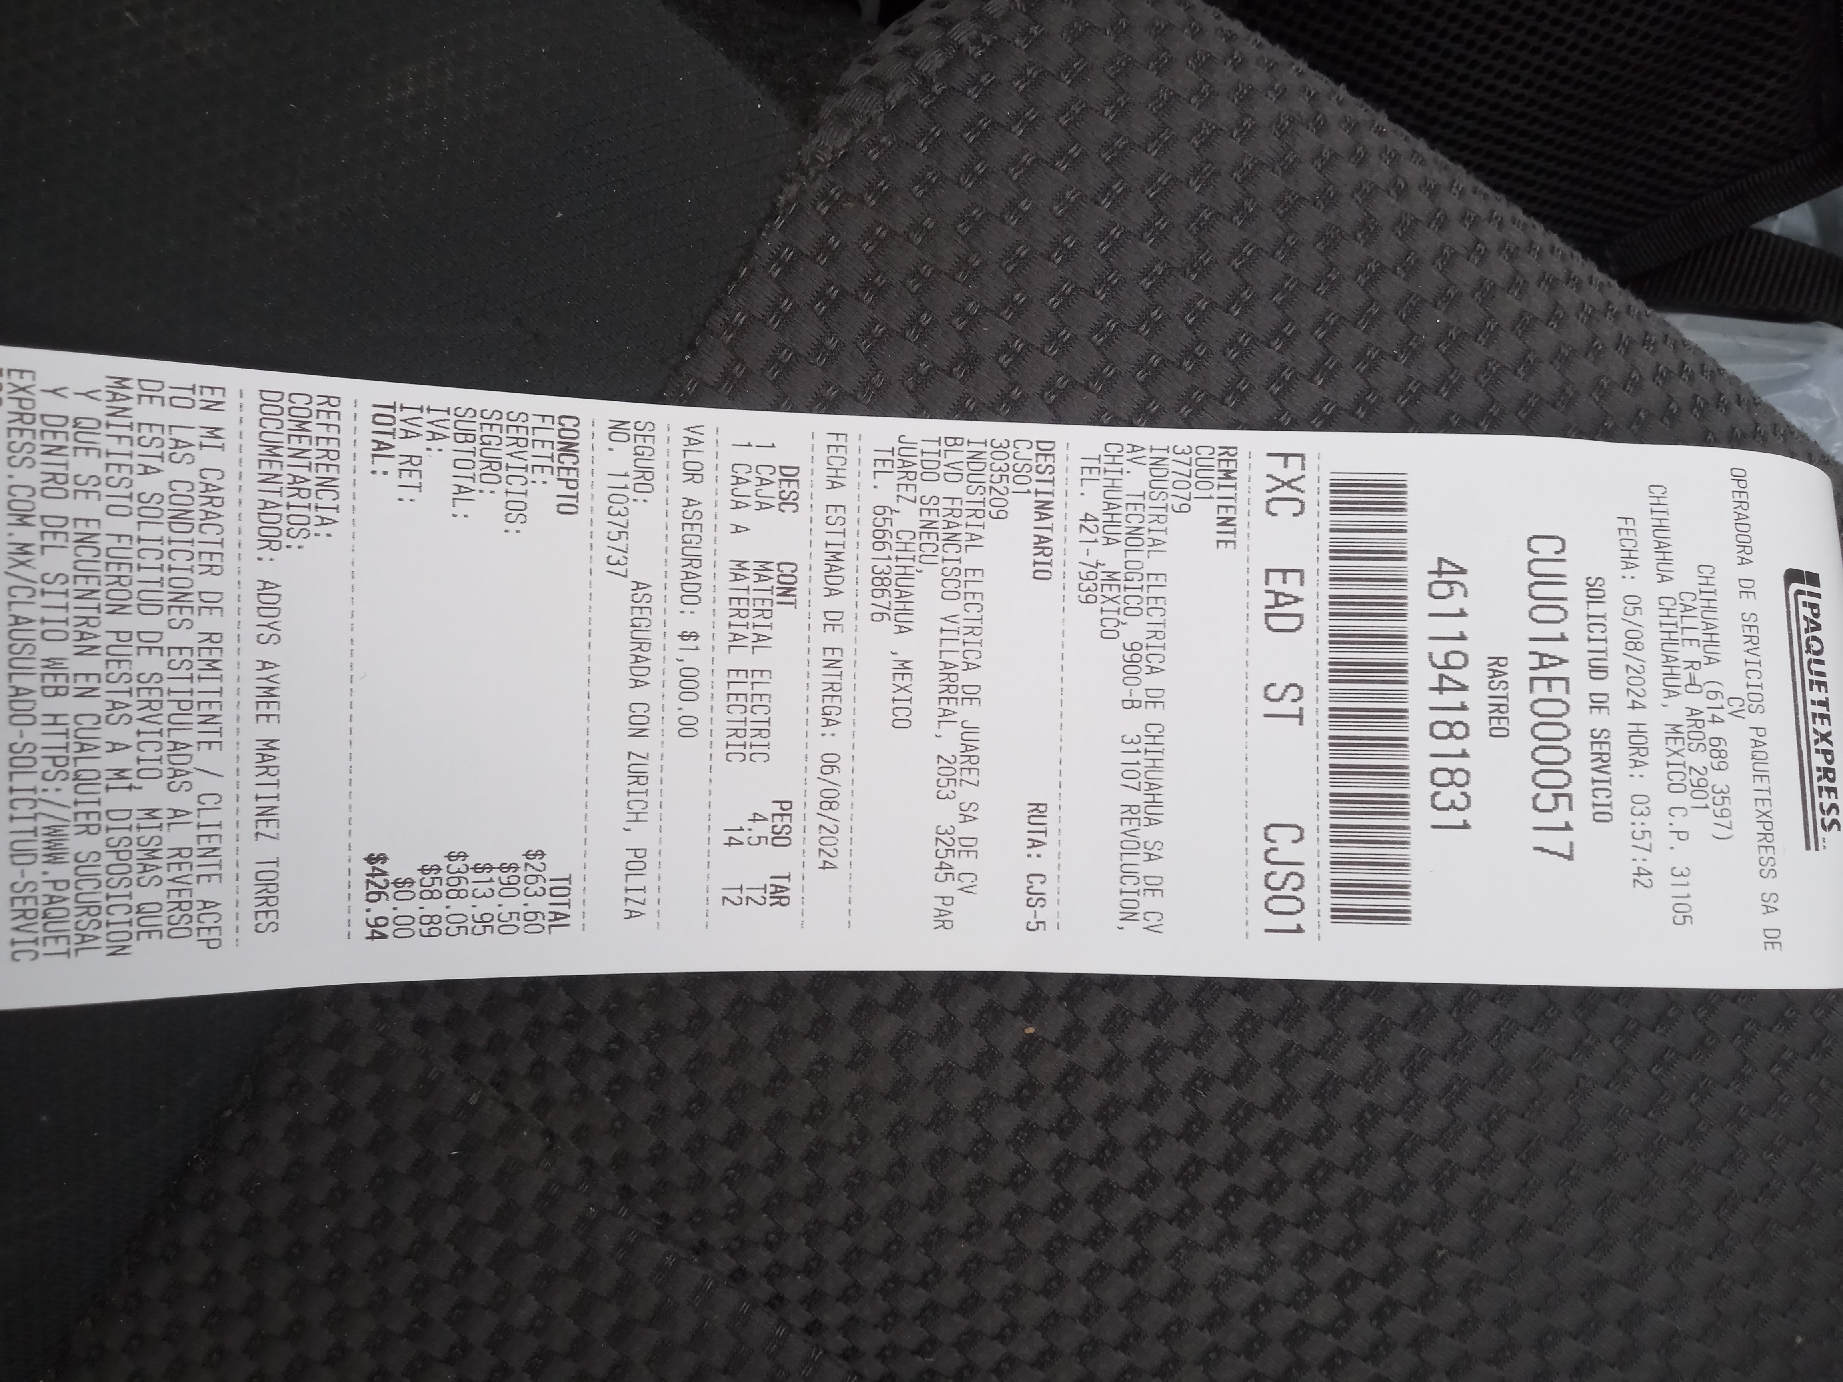 PAQUETEXPRESS
OPERADORA DE SERVICIOS PAQUETEXPRESS SA DE
CV
CHIHUAHUA (614 689 3597)
CALLE R=O AROS 2901
CHIHUAHUA CHIHUAHUA, MEXICO C.P. 31105
FECHA: 05/08/2024 HORA: 03:57:42
SOLICITUD DE SERVICIO
CUU01AE0000517
RASTREO
461194181831
FXC EAD ST CJS01
REMITENTE
CUU01
377079
INDUSTRIAL ELECTRICA DE CHIHUAHUA SA DE CV
AV. TECNOLOGICO, 9900-B 31107 REVOLUCION,
CHIHUAHUA ,MEXICO
TEL. 421-7939
DESTINATARIO RUTA: CJS-5
CJS01
3035209
INDUSTRIAL ELECTRICA DE JUAREZ SA DE CV
BLVD FRANCISCO VILLARREAL, 2053 32545 PAR
TIDO SENECU,
JUAREZ, CHIHUAHUA ,MEXICO
TEL. 6566138676
FECHA ESTIMADA DE ENTREGA: 06/08/2024
DESC CONT PESO TAR
1 CAJA MATERIAL ELECTRIC 4.5 T2
1 CAJA A MATERIAL ELECTRIC 14 T2
VALOR ASEGURADO: $1,000.00
SEGURO: ASEGURADA CON ZURICH, POLIZA
NO. 110375737
CONCEPTO TOTAL
FLETE: $263.60
SERVICIOS: $90.50
SEGURO: $13.95
SUBTOTAL: $368.05
IVA: $58.89
IVA RET: $0.00
TOTAL: $426.94
REFERENCIA:
COMENTARIOS:
DOCUMENTADOR: ADDYS AYMEE MARTINEZ TORRES
EN MI CARACTER DE REMITENTE / CLIENTE ACEP
TO LAS CONDICIONES ESTIPULADAS AL REVERSO
DE ESTA SOLICITUD DE SERVICIO, MISMAS QUE
MANIFIESTO FUERON PUESTAS A MI DISPOSICION
Y QUE SE ENCUENTRAN EN CUALQUIER SUCURSAL
Y DENTRO DEL SITIO WEB HTTPS://WWW.PAQUET
EXPRESS.COM.MX/CLAUSULADO-SOLICITUD-SERVIC